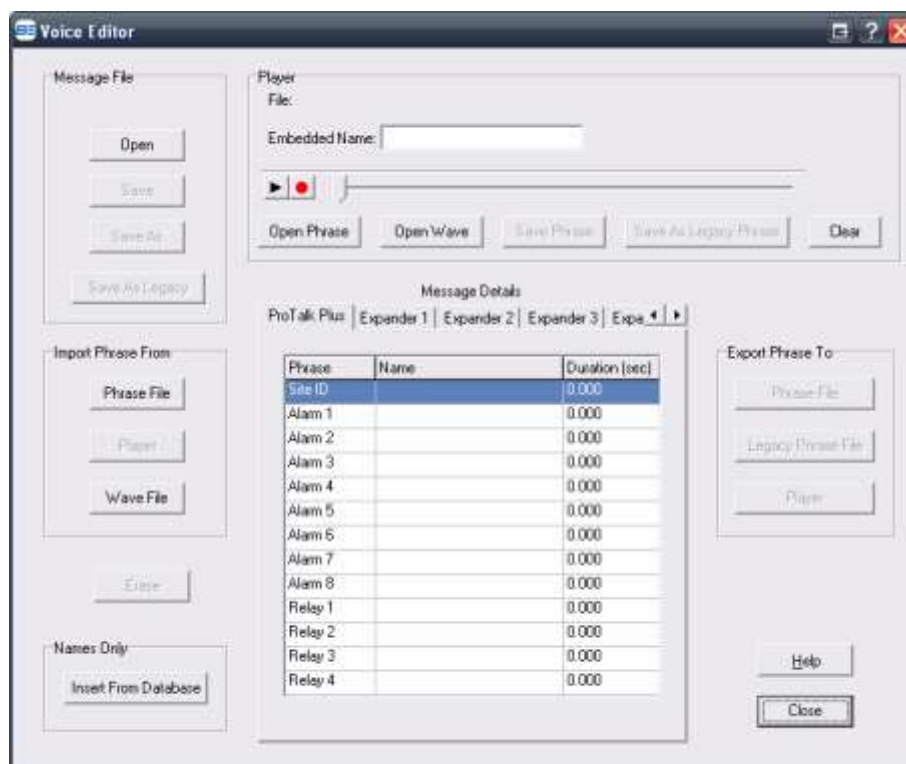 Voice Editor
Message File
Open
Save
Save As
Save As Legacy
Player
File:
Embedded Name:
Open Phrase
Open Wave
Save Phrase
Save As Legacy Phrase
Clear
Message Details
ProTalk Plus
Expander 1
Expander 2
Expander 3
Expa
Import Phrase From
Phrase File
Player
Wave File
Erase
Names Only
Insert From Database
Phrase Name Duration (sec)
Site ID 0.000
Alarm 1 0.000
Alarm 2 0.000
Alarm 3 0.000
Alarm 4 0.000
Alarm 5 0.000
Alarm 6 0.000
Alarm 7 0.000
Alarm 8 0.000
Relay 1 0.000
Relay 2 0.000
Relay 3 0.000
Relay 4 0.000
Export Phrase To
Phrase File
Legacy Phrase File
Player
Help
Close